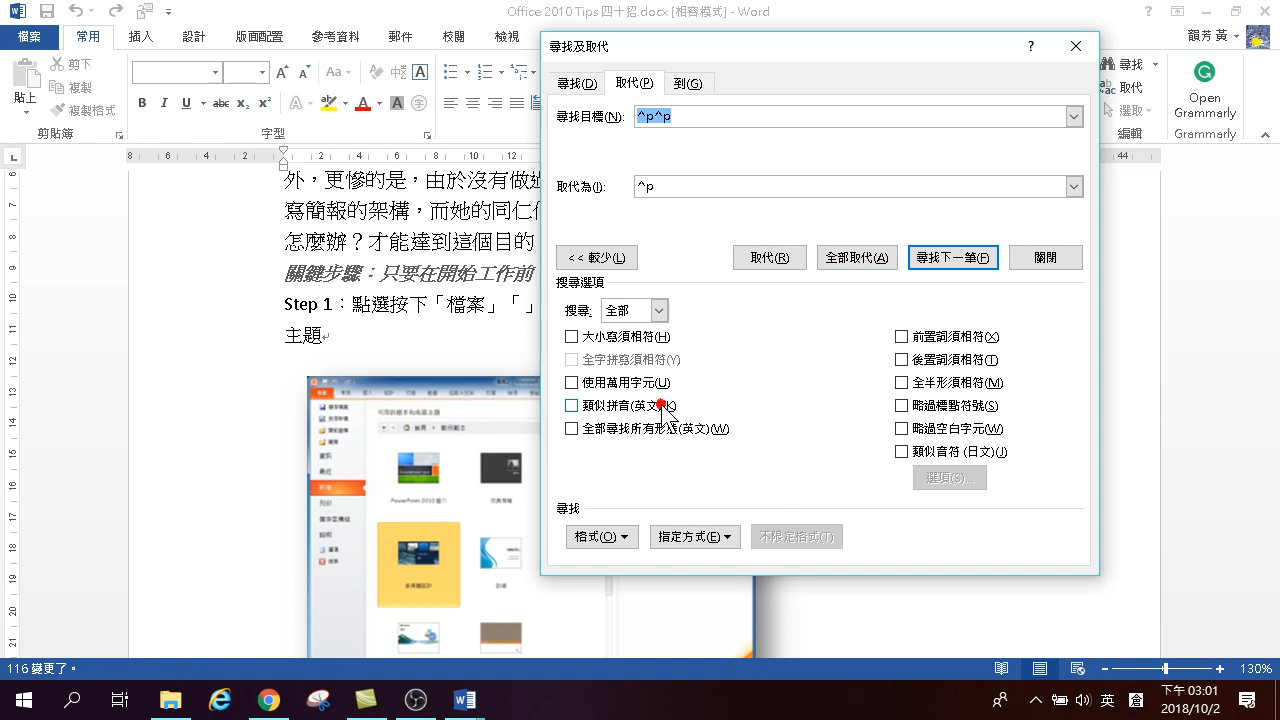 Office 2010 Tips 四十招.docx [相容模式] - Word
檔案 常用 插入 設計 版面配置 參考資料 郵件 校閱 檢視 韻芳 黃
貼上 剪下 複製 複製格式
剪貼簿 字型
尋找 取代 選取 編輯
Open Grammarly
Grammarly
尋找及取代
尋找(D) 取代(P) 到(G)
尋找目標(N): ^p^p
取代為(I): ^p
<< 較少(L) 取代(R) 全部取代(A) 尋找下一筆(F) 關閉
搜尋選項
搜尋: 全部
大小寫須相符(H) 前置詞須相符(X)
全字拼寫須相符(Y) 後置詞須相符(T)
使用萬用字元(U) 全半形須相符(M)
類似拼音(英文)(K) 略過標點符號(S)
全部尋找所有形式(英文)(W) 略過空白字元(W)
類似音符 (日文)(J)
選項(S)...
尋找
格式(O) 指定方式(E) 不限定格式(T)
外，更慘的是，由於沒有做過
寫簡報的架構，而她的同仁
怎麼辦？才能達到這個目的
關鍵步驟：只要在開始工作前
Step 1：點選按下「檔案」「」
主題
116 變更了。
130%
英
下午 03:01
2018/10/2